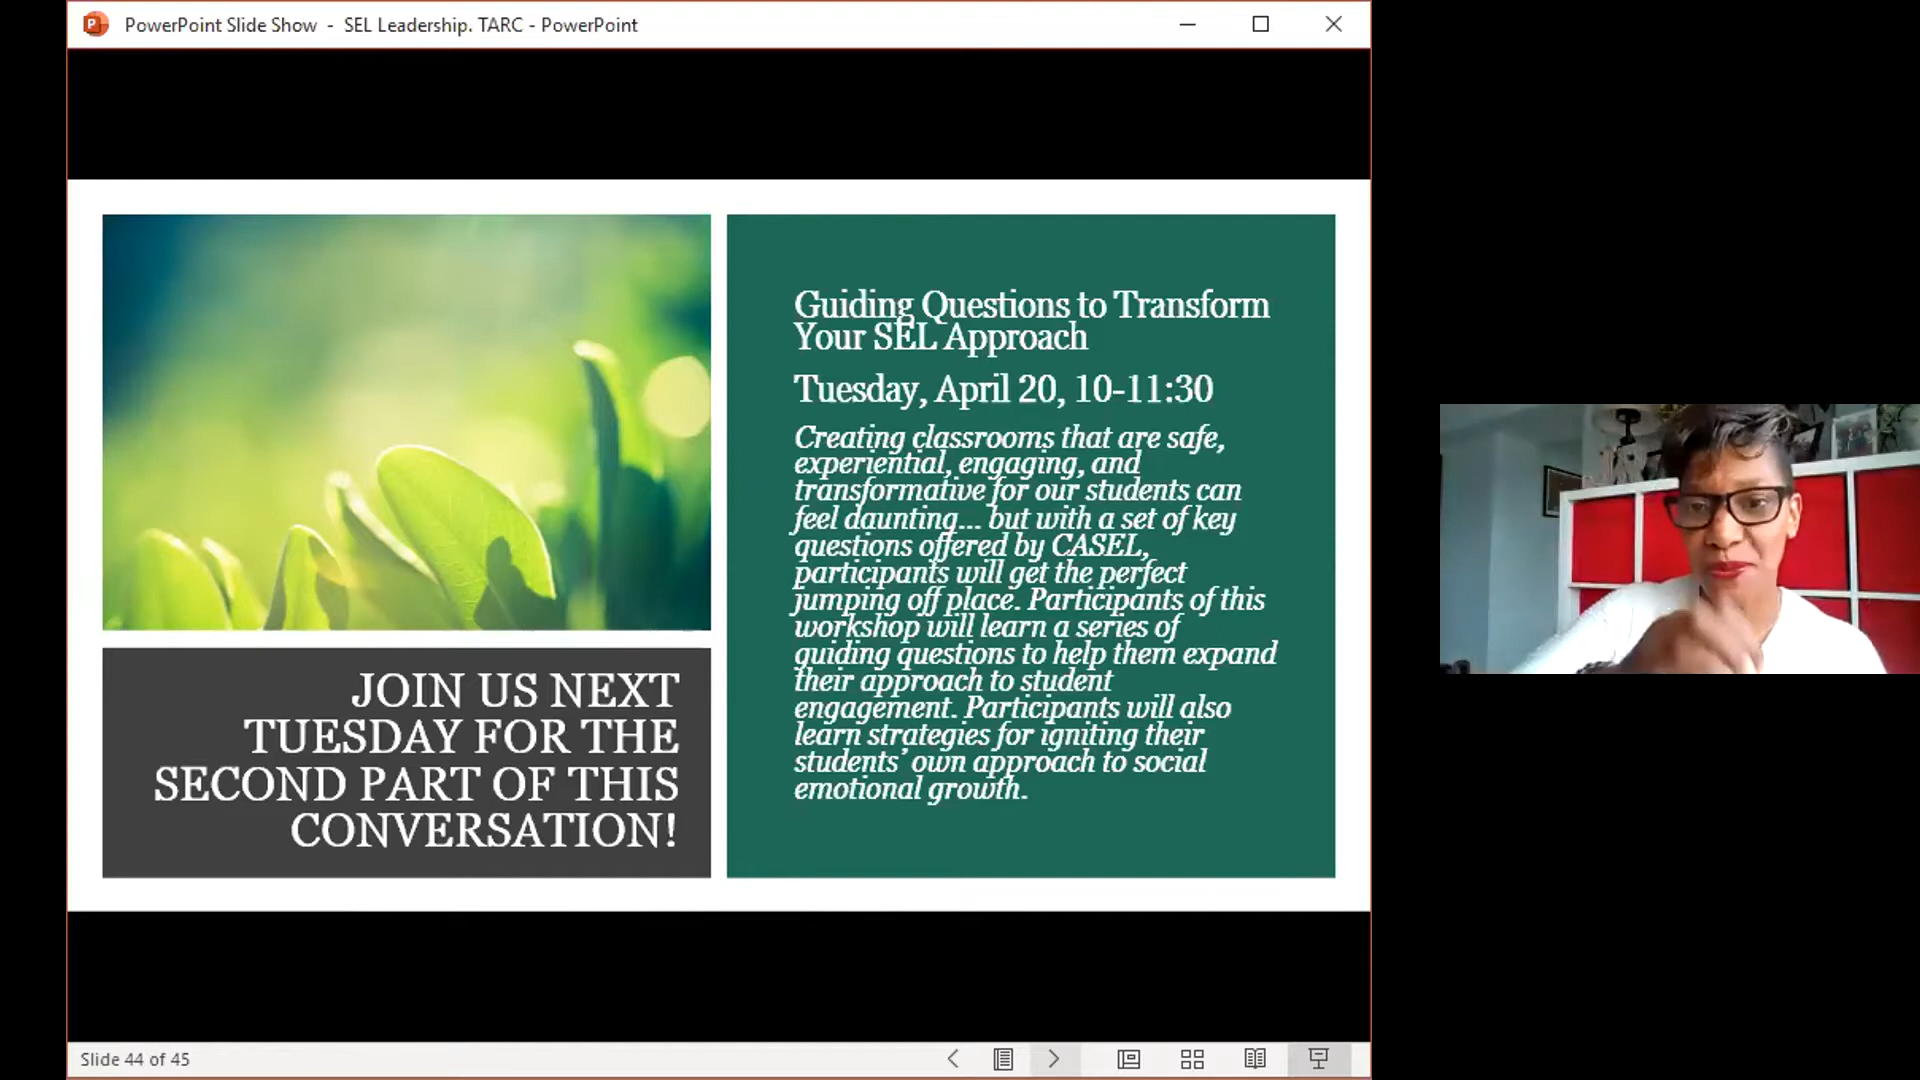 PowerPoint Slide Show - SEL Leadership. TARC - PowerPoint
JOIN US NEXT
TUESDAY FOR THE
SECOND PART OF THIS
CONVERSATION!
Guiding Questions to Transform
Your SEL Approach
Tuesday, April 20, 10-11:30
Creating classrooms that are safe,
experiential, engaging, and
transformative for our students can
feel daunting... but with a set of key
questions offered by CASEL,
participants will get the perfect
jumping off place. Participants of this
workshop will learn a series of
guiding questions to help them expand
their approach to student
engagement. Participants will also
learn strategies for igniting their
students’ own approach to social
emotional growth.
Slide 44 of 45